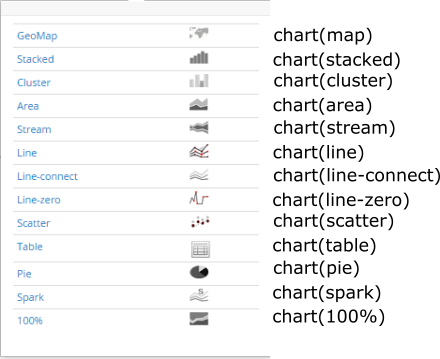 GeoMap chart(map)
Stacked chart(stacked)
Cluster chart(cluster)
Area chart(area)
Stream chart(stream)
Line chart(line)
Line-connect chart(line-connect)
Line-zero chart(line-zero)
Scatter chart(scatter)
Table chart(table)
Pie chart(pie)
Spark S chart(spark)
100% chart(100%)